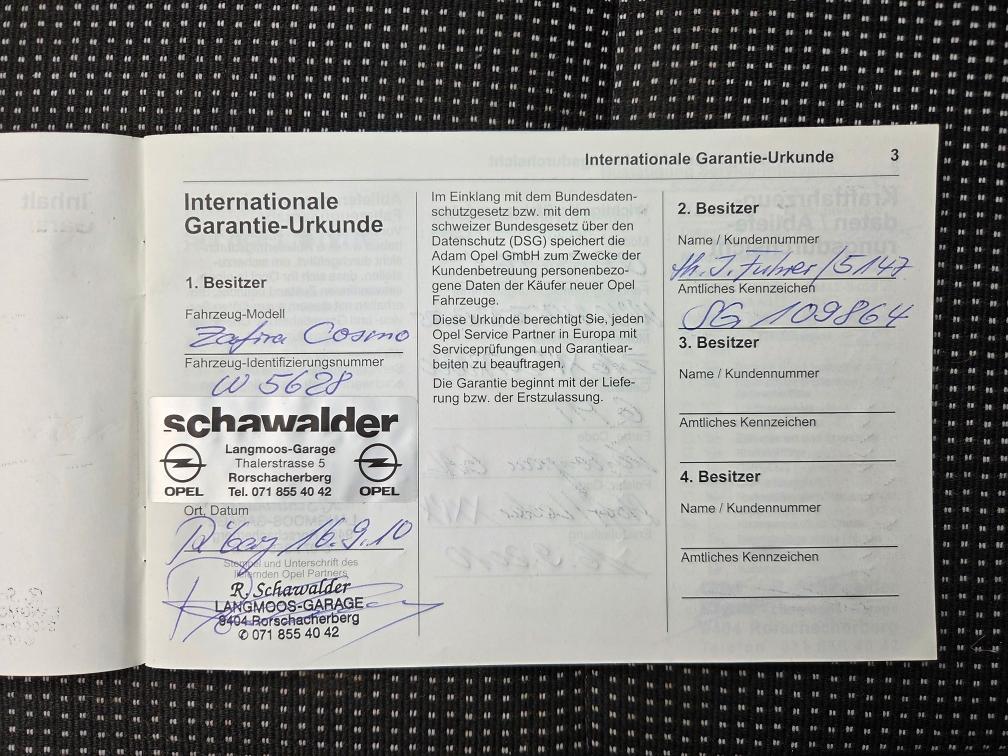 Internationale Garantie-Urkunde 3
Internationale
Garantie-Urkunde
1. Besitzer
Fahrzeug-Modell
Zafira Cosmo
Fahrzeug-Identifizierungsnummer
W 5628
schawalder
Langmoos-Garage
Thalerstrasse 5
Rorschacherberg
Tel. 071 855 40 42
OPEL
OPEL
Ort, Datum
R'berg 16.9.10
Stempel und Unterschrift des
liefernden Opel Partners
R. Schawalder
LANGMOOS-GARAGE
9404 Rorschacherberg
✆ 071 855 40 42
Im Einklang mit dem Bundesdaten-
schutzgesetz bzw. mit dem
schweizer Bundesgesetz über den
Datenschutz (DSG) speichert die
Adam Opel GmbH zum Zwecke der
Kundenbetreuung personenbezo-
gene Daten der Käufer neuer Opel
Fahrzeuge.
Diese Urkunde berechtigt Sie, jeden
Opel Service Partner in Europa mit
Serviceprüfungen und Garantiear-
beiten zu beauftragen.
Die Garantie beginnt mit der Liefe-
rung bzw. der Erstzulassung.
2. Besitzer
Name / Kundennummer
J. Fuhrer / 5147
Amtliches Kennzeichen
SG 109864
3. Besitzer
Name / Kundennummer
Amtliches Kennzeichen
4. Besitzer
Name / Kundennummer
Amtliches Kennzeichen